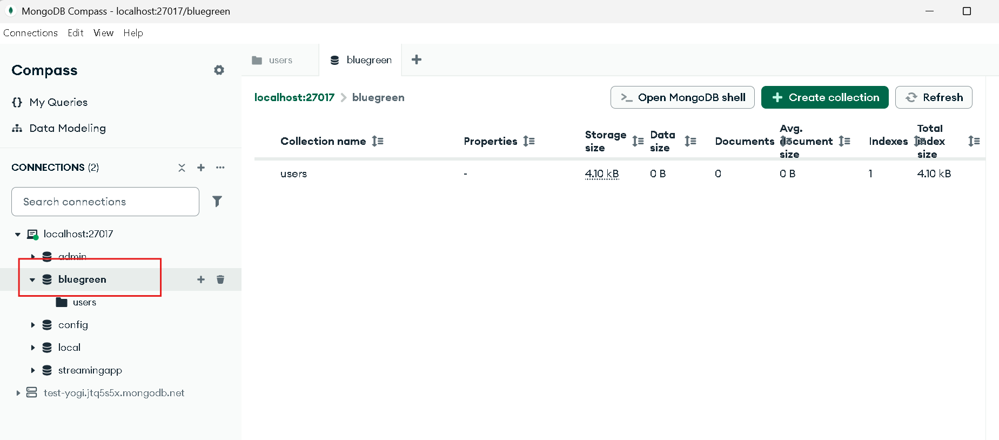 MongoDB Compass - localhost:27017/bluegreen
Connections Edit View Help
Compass
My Queries
Data Modeling
CONNECTIONS (2)
Search connections
localhost:27017
admin
bluegreen
users
config
local
streamingapp
test-yogi.jtq5s5x.mongodb.net
users bluegreen
localhost:27017 > bluegreen
>_ Open MongoDB shell + Create collection Refresh
Collection name Properties Storage size Data size Documents Avg. document size Indexes Total index size
users - 4.10 kB 0 B 0 0 B 1 4.10 kB